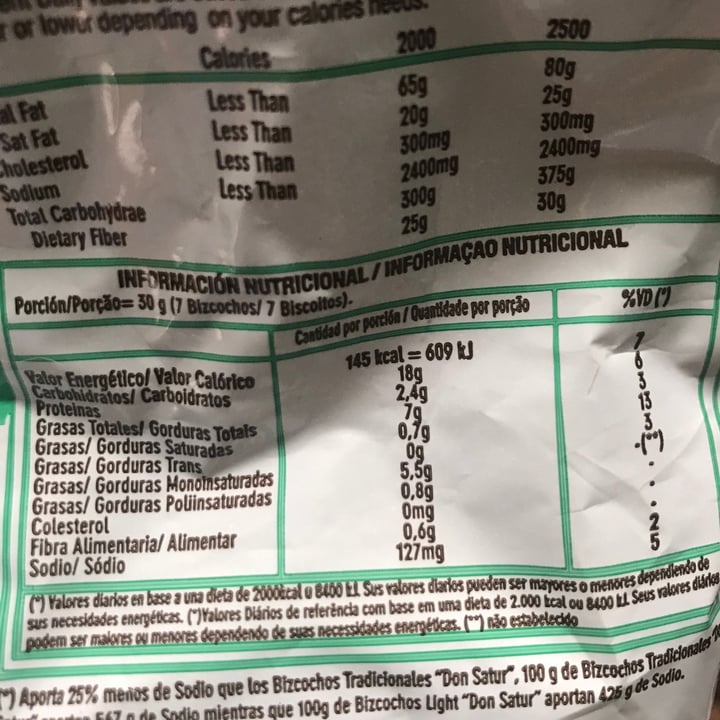 r or lower depending on your calories needs.
Calories 2000 2500
al Fat Less Than 65g 80g
Sat Fat Less Than 20g 25g
Cholesterol Less Than 300mg 300mg
Sodium Less Than 2400mg 2400mg
Total Carbohydrae 300g 375g
Dietary Fiber 25g 30g
INFORMACIÓN NUTRICIONAL / INFORMAÇAO NUTRICIONAL
Porción/Porção= 30 g (7 Bizcochos/ 7 Biscoitos).
Cantidad por porción / Quantidade por porção %VD (*)
Valor Energético/ Valor Calórico 145 kcal = 609 kJ 7
Carbohidratos/ Carboidratos 18g 6
Proteinas 2,4g 3
Grasas Totales/ Gorduras Totais 7g 13
Grasas/ Gorduras Saturadas 0,7g 3
Grasas/ Gorduras Trans 0g -(**)
Grasas/ Gorduras Monoinsaturadas 5,5g -
Grasas/ Gorduras Poliinsaturadas 0,8g -
Colesterol 0mg -
Fibra Alimentaria/ Alimentar 0,6g 2
Sodio/ Sódio 127mg 5
(*) Valores diarios en base a una dieta de 2000kcal u 8400 kJ. Sus valores diarios pueden ser mayores o menores dependiendo de
sus necesidades energéticas. (*)Valores Diários de referência com base em uma dieta de 2.000 kcal ou 8400 kJ. Seus valores diários
podem ser maiores ou menores dependendo de suas necessidades energéticas. (**) não estabelecido
(*) Aporta 25% menos de Sodio que los Bizcochos Tradicionales "Don Satur", 100 g de Bizcochos Tradicionales
567 g de Sodio mientras que 100g de Bizcochos Light "Don Satur" aportan 425 g de Sodio.